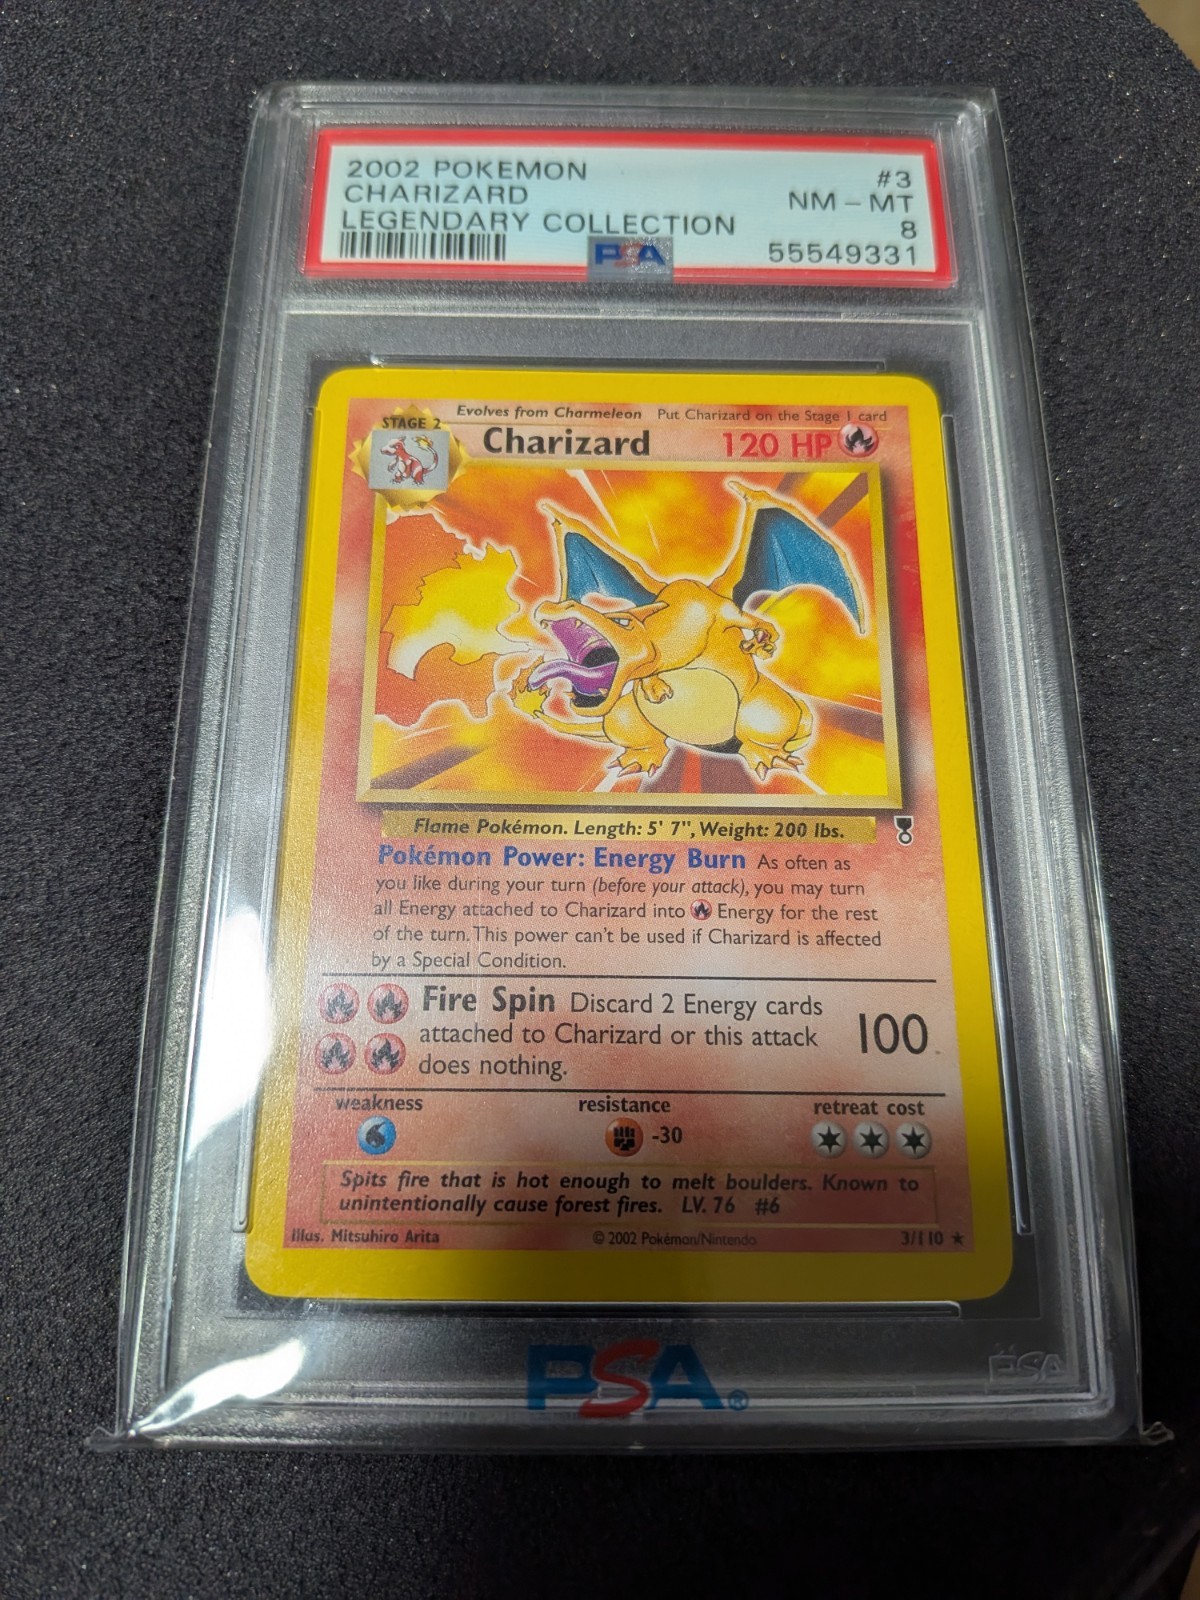 2002 POKEMON #3
CHARIZARD NM - MT
LEGENDARY COLLECTION 8
PSA 55549331
Evolves from Charmeleon Put Charizard on the Stage 1 card
STAGE 2
Charizard 120 HP
Flame Pokémon. Length: 5' 7", Weight: 200 lbs.
Pokémon Power: Energy Burn As often as
you like during your turn (before your attack), you may turn
all Energy attached to Charizard into Energy for the rest
of the turn. This power can't be used if Charizard is affected
by a Special Condition.
Fire Spin Discard 2 Energy cards
attached to Charizard or this attack 100
does nothing.
weakness resistance retreat cost
-30
Spits fire that is hot enough to melt boulders. Known to
unintentionally cause forest fires. LV. 76 #6
Illus. Mitsuhiro Arita © 2002 Pokémon/Nintendo 3/110 ★
PSA®
PSA